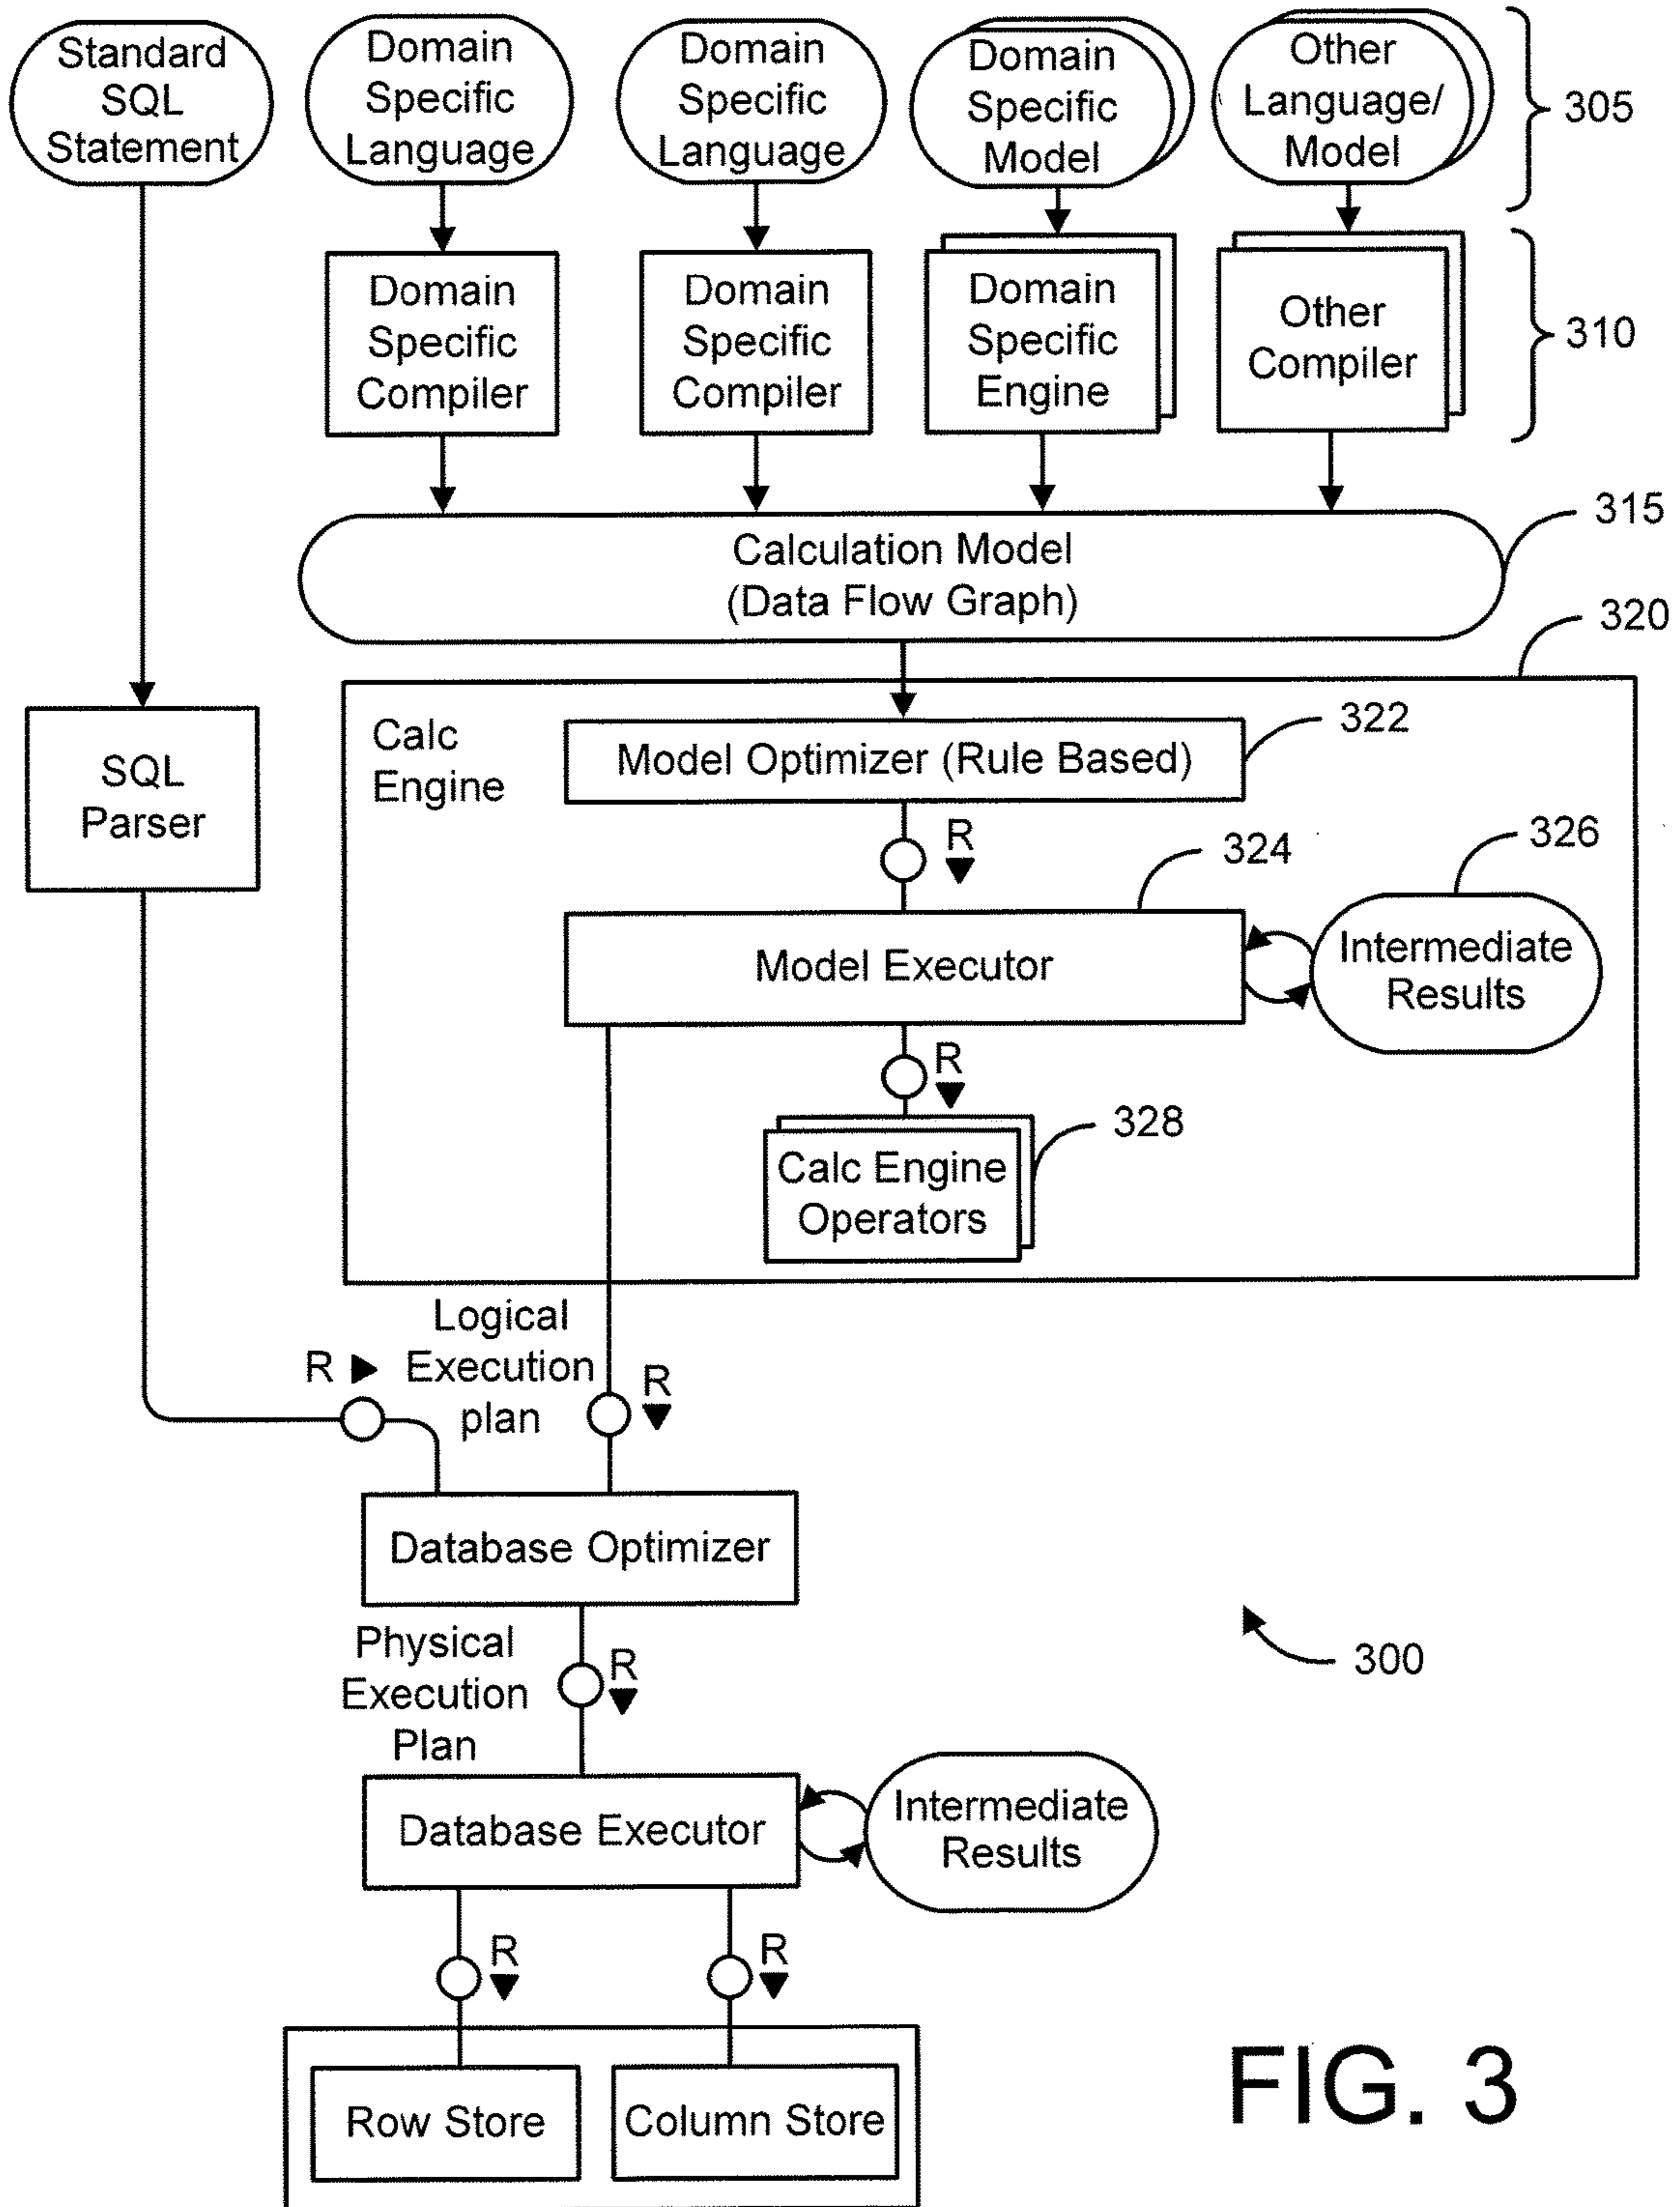 Standard
SQL
Statement
Domain
Specific
Language
Domain
Specific
Language
Domain
Specific
Model
Other
Language/
Model
305
Domain
Specific
Compiler
Domain
Specific
Compiler
Domain
Specific
Engine
Other
Compiler
310
315
Calculation Model
(Data Flow Graph)
320
SQL
Parser
Calc
Engine
322
Model Optimizer (Rule Based)
R
324
326
Model Executor
Intermediate
Results
R
328
Calc Engine
Operators
Logical
Execution
plan
R
R
Database Optimizer
Physical
Execution
Plan
R
300
Database Executor
Intermediate
Results
R
R
Row Store
Column Store
FIG. 3